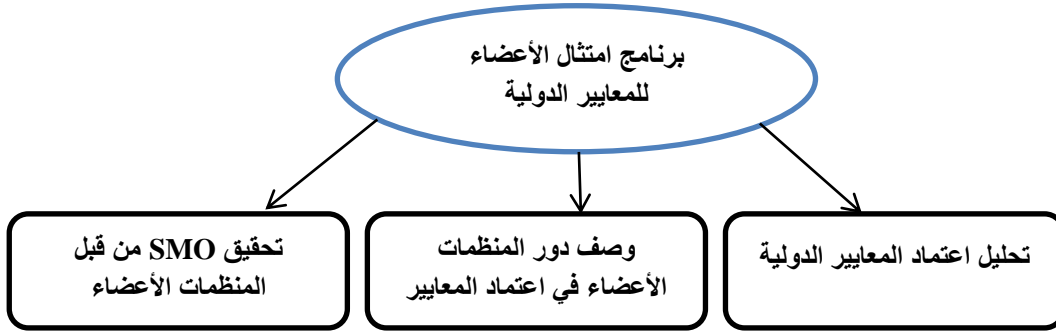 برنامج امتثال الأعضاء
للمعايير الدولية
تحليل اعتماد المعايير الدولية
وصف دور المنظمات
الأعضاء في اعتماد المعايير
تحقيق SMO من قبل
المنظمات الأعضاء